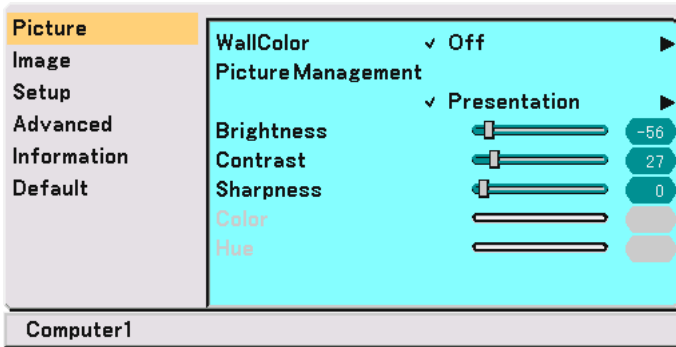 Picture
Image
Setup
Advanced
Information
Default
WallColor ✓ Off ▶
Picture Management
✓ Presentation ▶
Brightness -56
Contrast 27
Sharpness 0
Color
Hue
Computer1